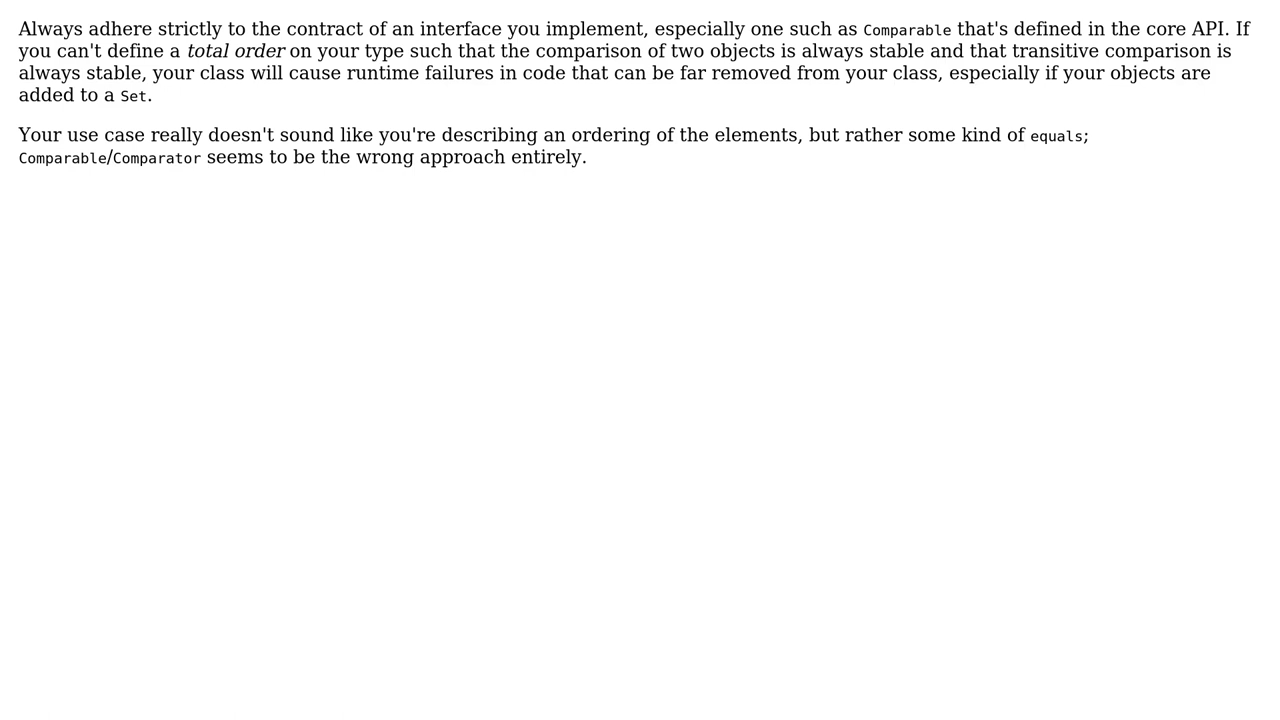 Always adhere strictly to the contract of an interface you implement, especially one such as Comparable that's defined in the core API. If
you can't define a total order on your type such that the comparison of two objects is always stable and that transitive comparison is
always stable, your class will cause runtime failures in code that can be far removed from your class, especially if your objects are
added to a Set.
Your use case really doesn't sound like you're describing an ordering of the elements, but rather some kind of equals;
Comparable/Comparator seems to be the wrong approach entirely.